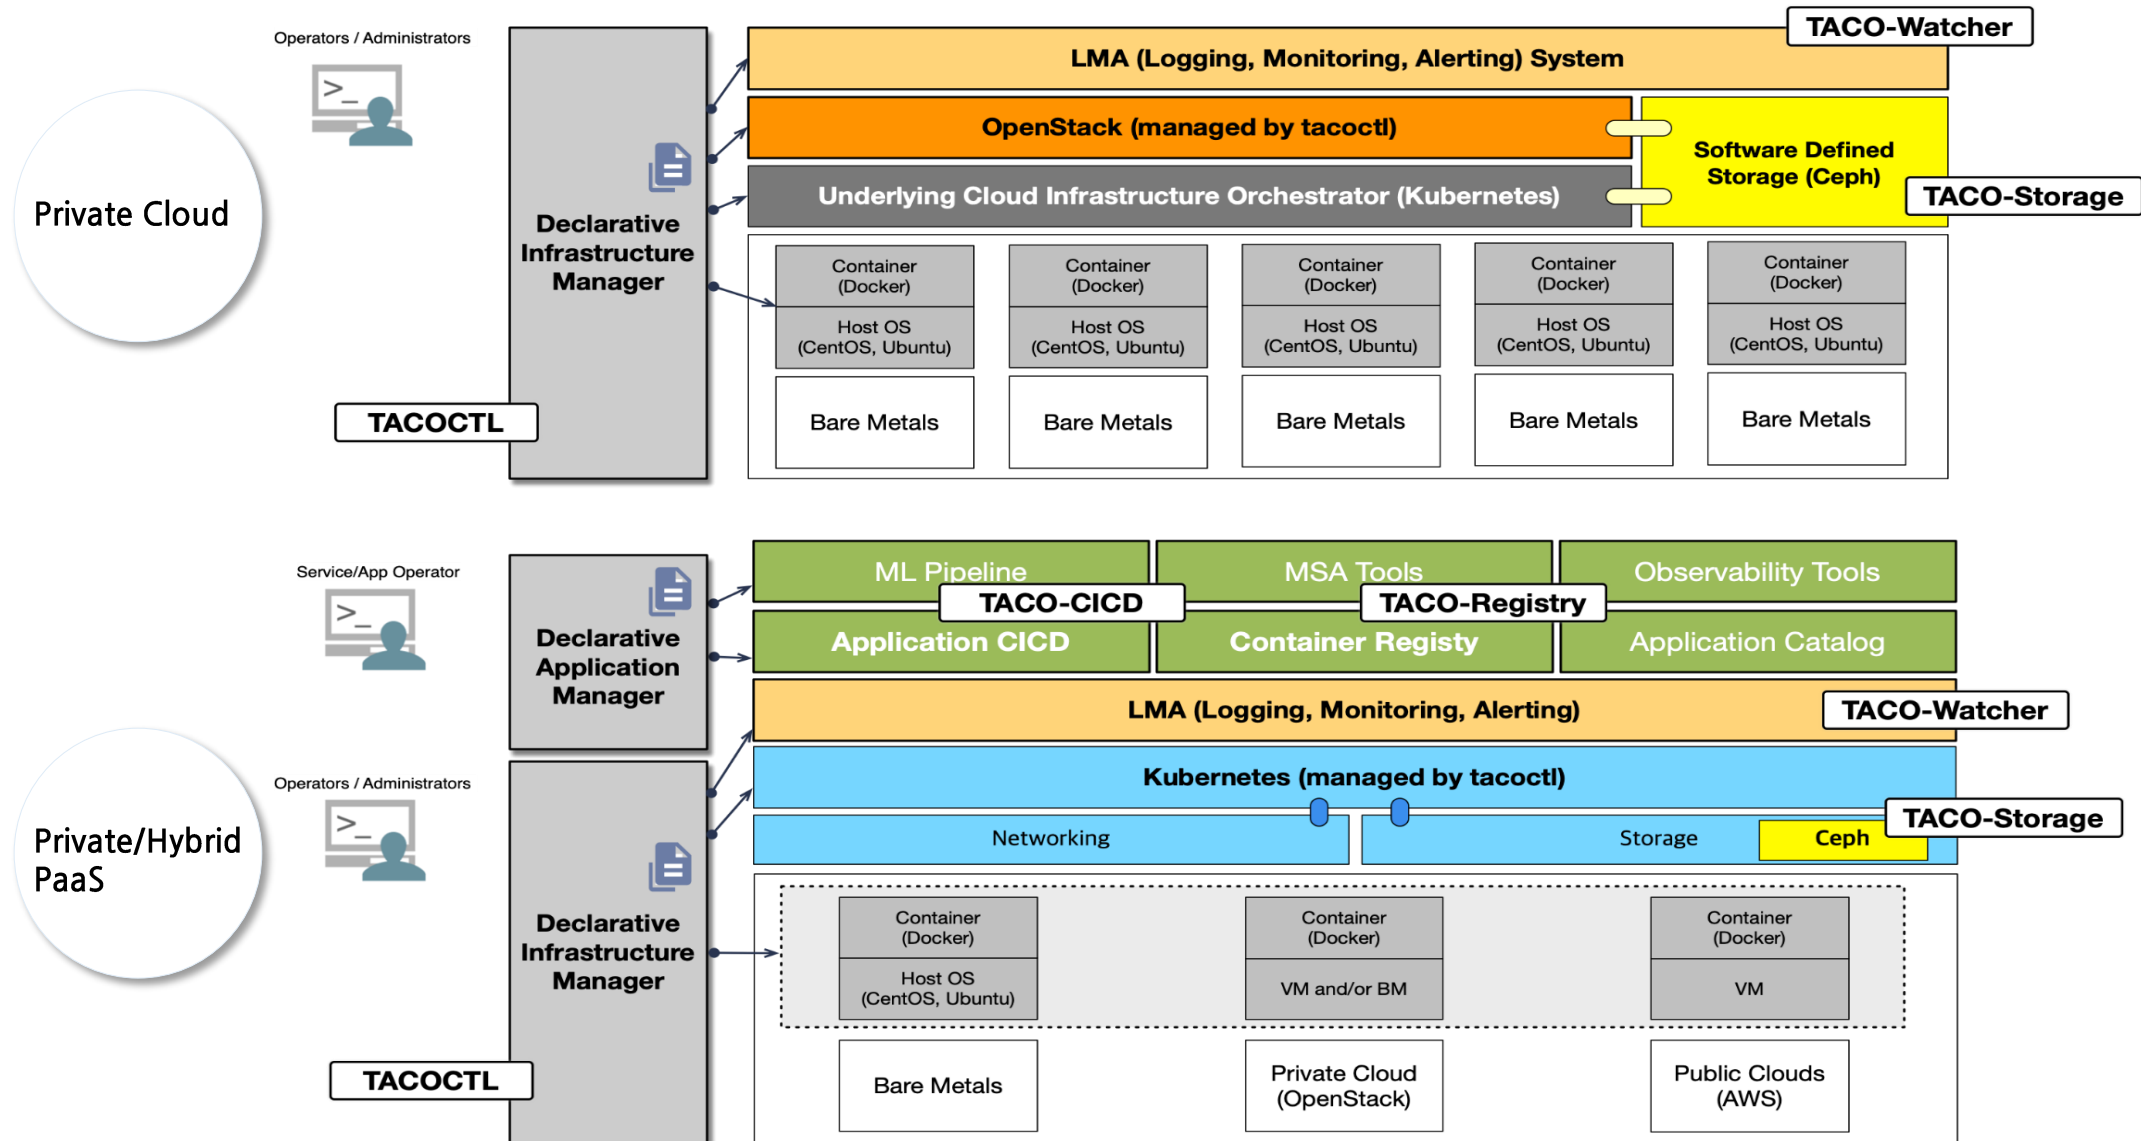 Private Cloud
Operators / Administrators
>_
Declarative
Infrastructure
Manager
TACOCTL
TACO-Watcher
LMA (Logging, Monitoring, Alerting) System
OpenStack (managed by tacoctl)
Software Defined
Storage (Ceph)
TACO-Storage
Underlying Cloud Infrastructure Orchestrator (Kubernetes)
Container
(Docker)
Host OS
(CentOS, Ubuntu)
Bare Metals
Container
(Docker)
Host OS
(CentOS, Ubuntu)
Bare Metals
Container
(Docker)
Host OS
(CentOS, Ubuntu)
Bare Metals
Container
(Docker)
Host OS
(CentOS, Ubuntu)
Bare Metals
Container
(Docker)
Host OS
(CentOS, Ubuntu)
Bare Metals
Private/Hybrid
PaaS
Service/App Operator
>_
Declarative
Application
Manager
ML Pipeline
MSA Tools
Observability Tools
TACO-CICD
TACO-Registry
Application CICD
Container Registy
Application Catalog
LMA (Logging, Monitoring, Alerting)
TACO-Watcher
Operators / Administrators
>_
Declarative
Infrastructure
Manager
TACOCTL
Kubernetes (managed by tacoctl)
TACO-Storage
Networking
Storage
Ceph
Container
(Docker)
Host OS
(CentOS, Ubuntu)
Bare Metals
Container
(Docker)
VM and/or BM
Private Cloud
(OpenStack)
Container
(Docker)
VM
Public Clouds
(AWS)